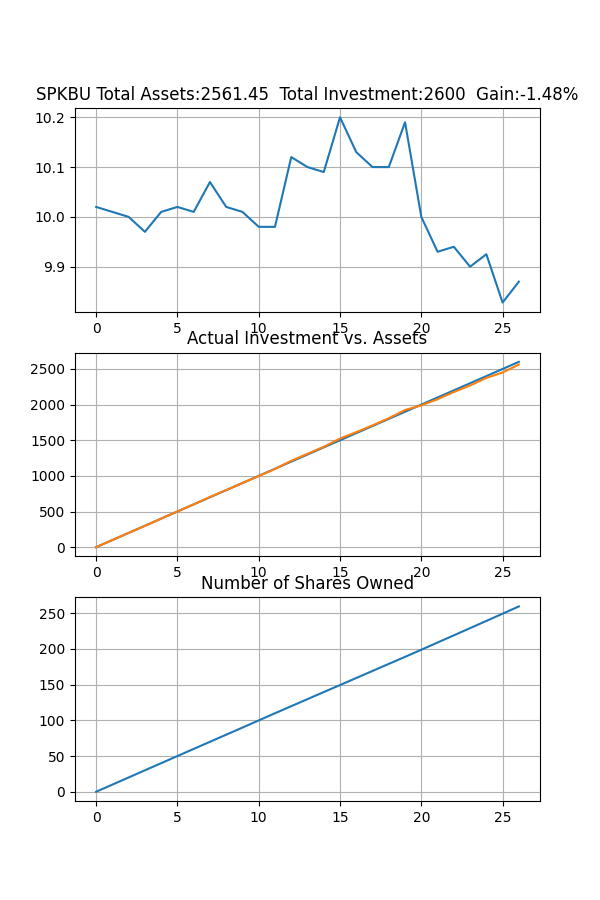 SPKBU Total Assets:2561.45  Total Investment:2600  Gain:-1.48%
10.2
10.1
10.0
9.9
0 5 10 15 20 25
Actual Investment vs. Assets
2500
2000
1500
1000
500
0
0 5 10 15 20 25
Number of Shares Owned
250
200
150
100
50
0
0 5 10 15 20 25